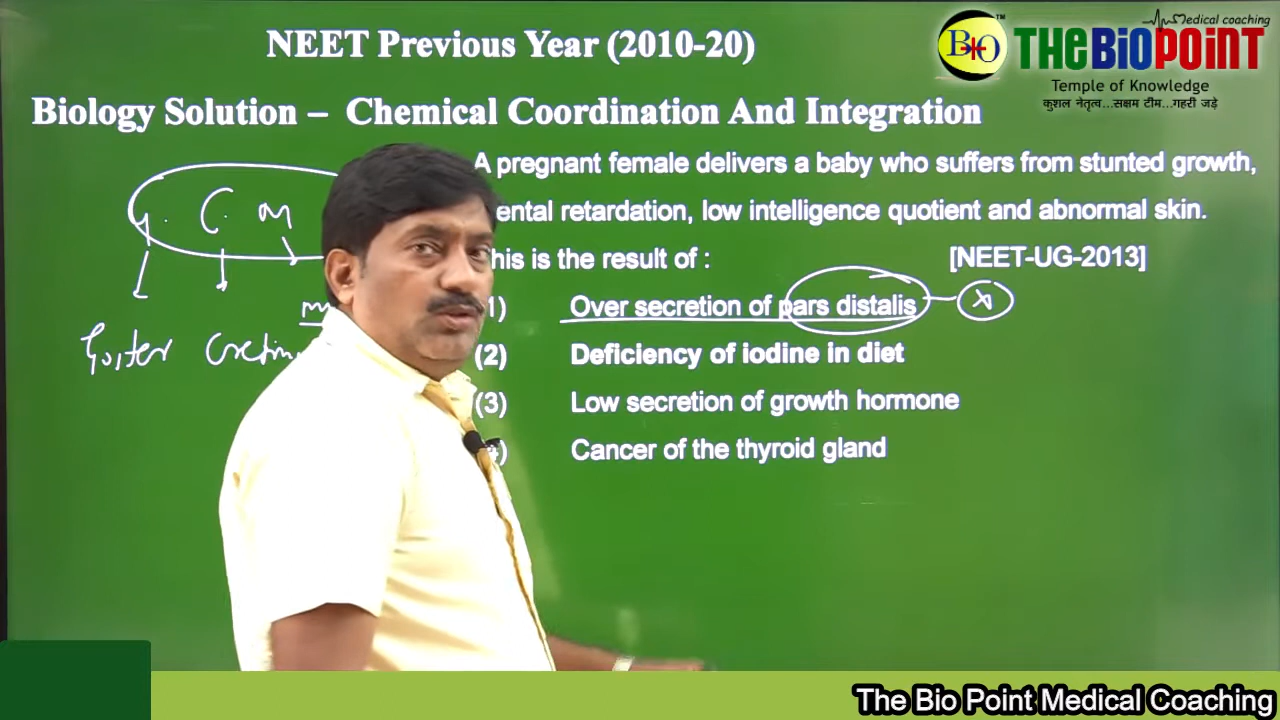 NEET Previous Year (2010-20)
Medical coaching
BIO
THEBiOPOiNT
TM
Temple of Knowledge
कुशल नेतृत्व...सक्षम टीम...गहरी जड़े
Biology Solution – Chemical Coordination And Integration
A pregnant female delivers a baby who suffers from stunted growth,
ental retardation, low intelligence quotient and abnormal skin.
his is the result of : [NEET-UG-2013]
G. C. M
1) Over secretion of pars distalis
(2) Deficiency of iodine in diet
(3) Low secretion of growth hormone
4) Cancer of the thyroid gland
Goiter Cretin
The Bio Point Medical Coaching